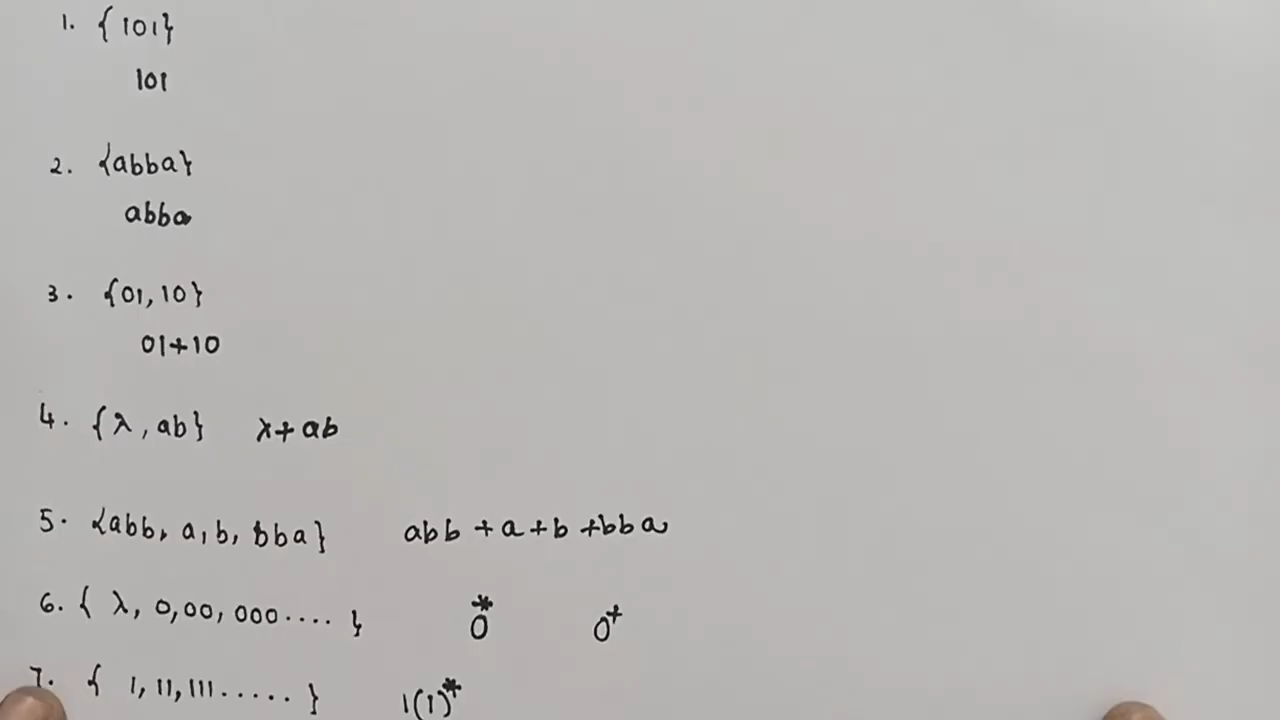 1. {101}
101
2. {abba}
abba
3. {01, 10}
01+10
4. {λ, ab} λ+ab
5. {abb, a, b, bba} abb +a+b+bba
6. { λ, 0,00, 000.... } 0* 0⁺
7. { 1, 11, 111..... } 1(1)*